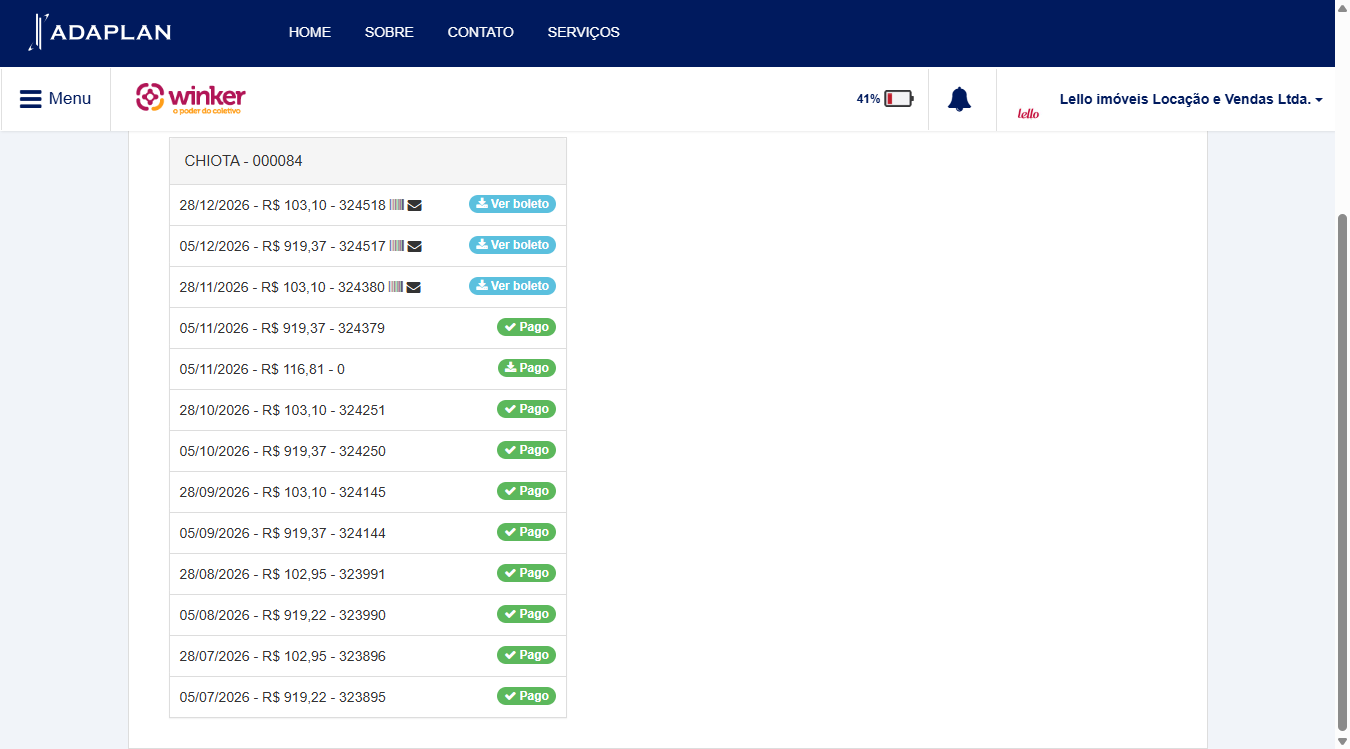 ADAPLAN HOME SOBRE CONTATO SERVIÇOS
Menu winker 41% lello Lello imóveis Locação e Vendas Ltda.
o poder do coletivo
CHIOTA - 000084
28/12/2026 - R$ 103,10 - 324518 Ver boleto
05/12/2026 - R$ 919,37 - 324517 Ver boleto
28/11/2026 - R$ 103,10 - 324380 Ver boleto
05/11/2026 - R$ 919,37 - 324379 Pago
05/11/2026 - R$ 116,81 - 0 Pago
28/10/2026 - R$ 103,10 - 324251 Pago
05/10/2026 - R$ 919,37 - 324250 Pago
28/09/2026 - R$ 103,10 - 324145 Pago
05/09/2026 - R$ 919,37 - 324144 Pago
28/08/2026 - R$ 102,95 - 323991 Pago
05/08/2026 - R$ 919,22 - 323990 Pago
28/07/2026 - R$ 102,95 - 323896 Pago
05/07/2026 - R$ 919,22 - 323895 Pago